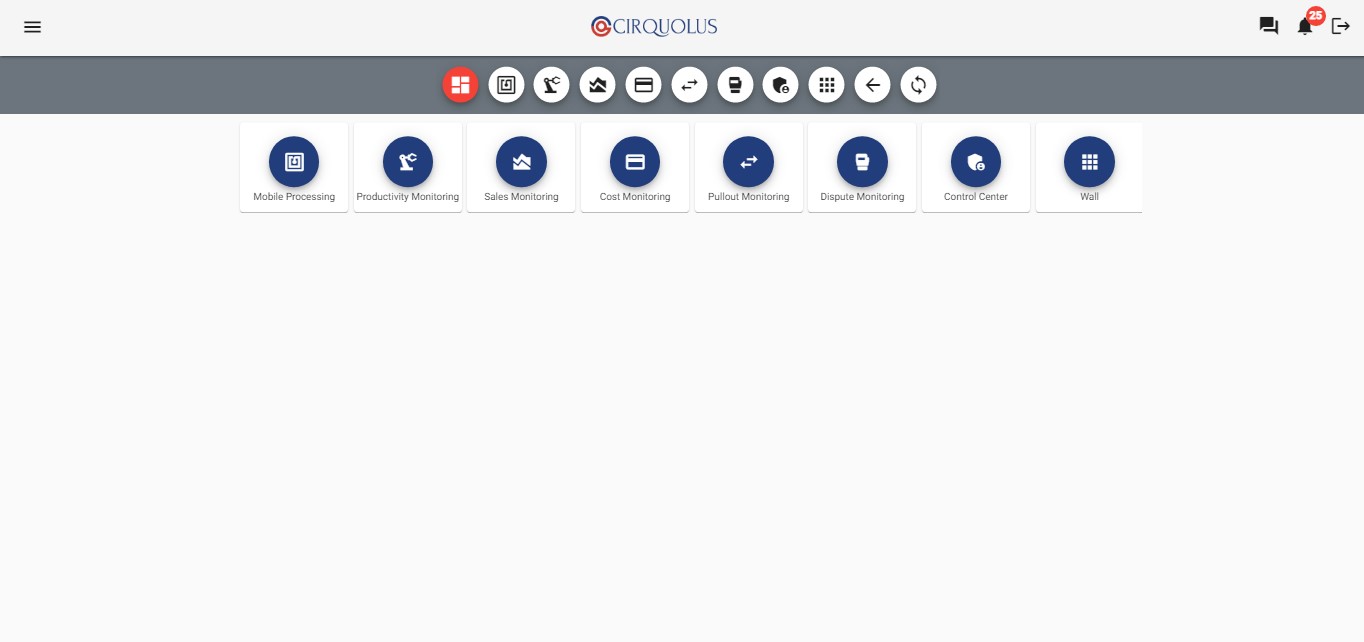 CIRQUOLUS
25
Mobile Processing
Productivity Monitoring
Sales Monitoring
Cost Monitoring
Pullout Monitoring
Dispute Monitoring
Control Center
Wall